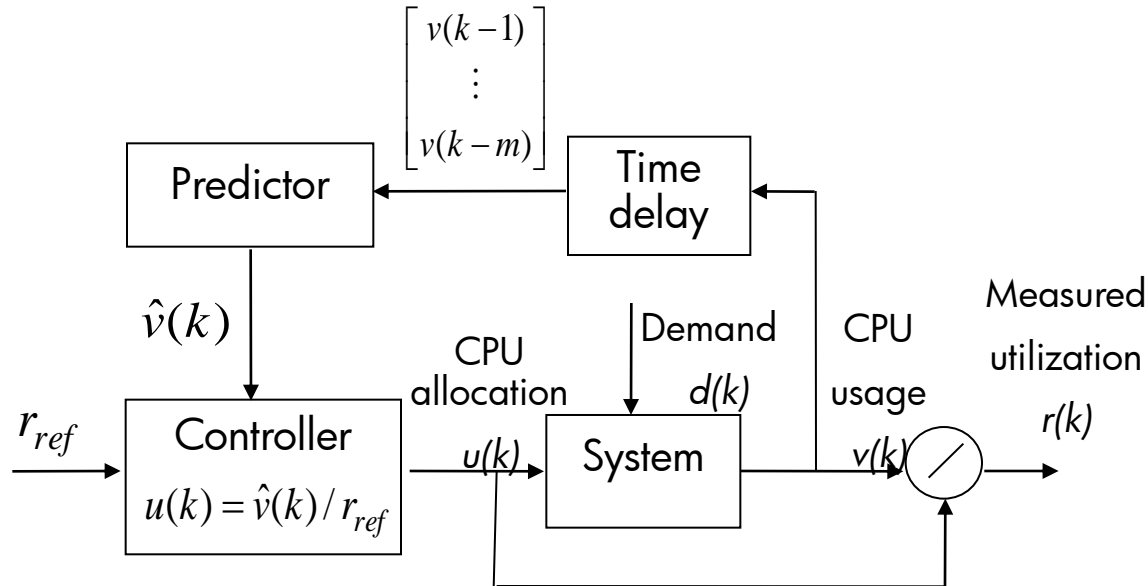 v(k − 1)
⋮
v(k − m)
Predictor
Time
delay
v̂(k)
CPU
allocation
u(k)
Demand
d(k)
CPU
usage
v(k)
Measured
utilization
r(k)
r_ref
Controller
u(k) = v̂(k) / r_ref
System
/